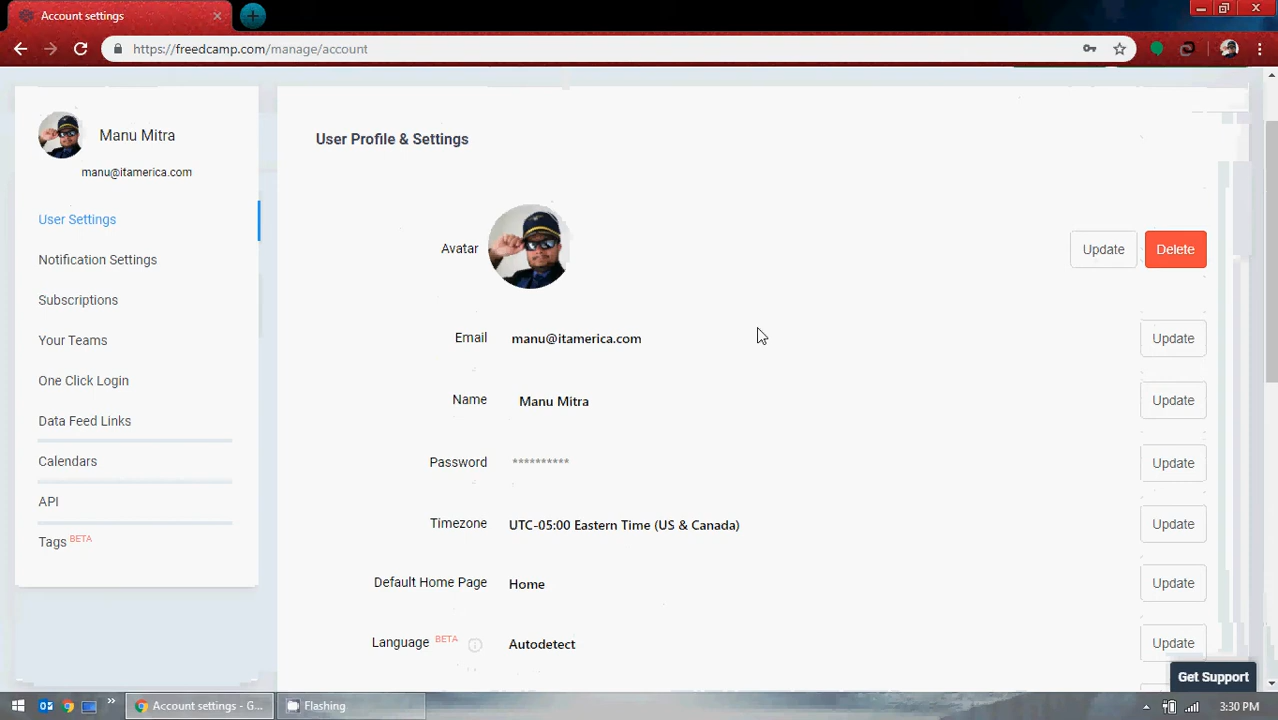 Account settings
https://freedcamp.com/manage/account
Manu Mitra
manu@itamerica.com
User Settings
Notification Settings
Subscriptions
Your Teams
One Click Login
Data Feed Links
Calendars
API
Tags BETA
User Profile & Settings
Avatar
Update Delete
Email manu@itamerica.com Update
Name Manu Mitra Update
Password ********** Update
Timezone UTC-05:00 Eastern Time (US & Canada) Update
Default Home Page Home Update
Language BETA Autodetect Update
Get Support
Account settings - G...
Flashing
3:30 PM